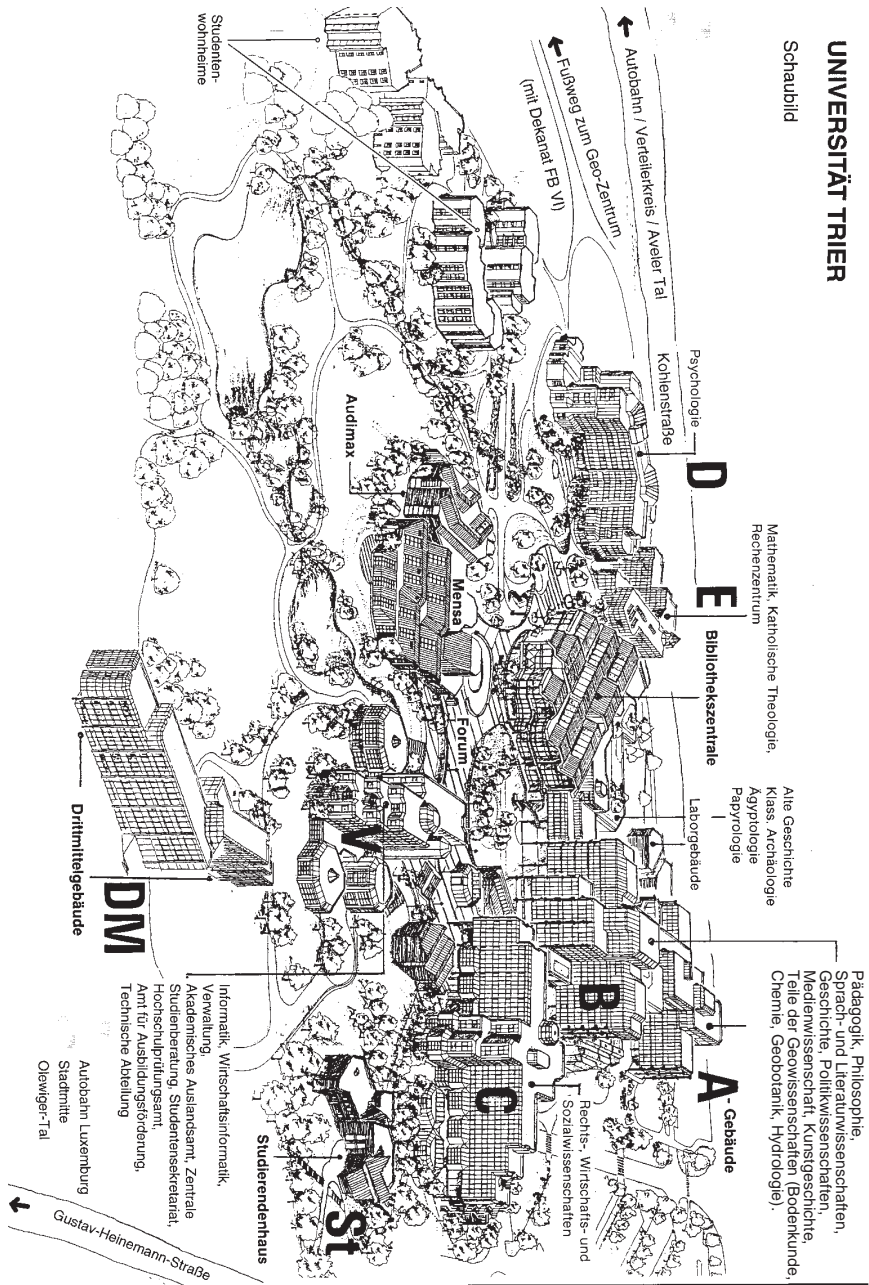 UNIVERSITÄT TRIER
Schaubild
Autobahn / Verteilerkreis / Aveler Tal
Fußweg zum Geo-Zentrum
(mit Dekanat FB VI)
Studenten-
wohnheime
Kohlenstraße
Psychologie
D
Mathematik, Katholische Theologie,
Rechenzentrum
E
Bibliothekszentrale
Alte Geschichte
Klass. Archäologie
Ägyptologie
Papyrologie
Laborgebäude
Pädagogik, Philosophie,
Sprach- und Literaturwissenschaften,
Geschichte, Politikwissenschaften,
Medienwissenschaft, Kunstgeschichte,
Teile der Geowissenschaften (Bodenkunde,
Chemie, Geobotanik, Hydrologie).
A - Gebäude
B
C
Rechts-, Wirtschafts- und
Sozialwissenschaften
Audimax
Mensa
Forum
V
Drittmittelgebäude
DM
Informatik, Wirtschaftsinformatik,
Verwaltung,
Akademisches Auslandsamt, Zentrale
Studienberatung, Studentensekretariat,
Hochschulprüfungsamt,
Amt für Ausbildungsförderung,
Technische Abteilung
Studierendenhaus
St
Autobahn Luxemburg
Stadtmitte
Olewiger-Tal
Gustav-Heinemann-Straße